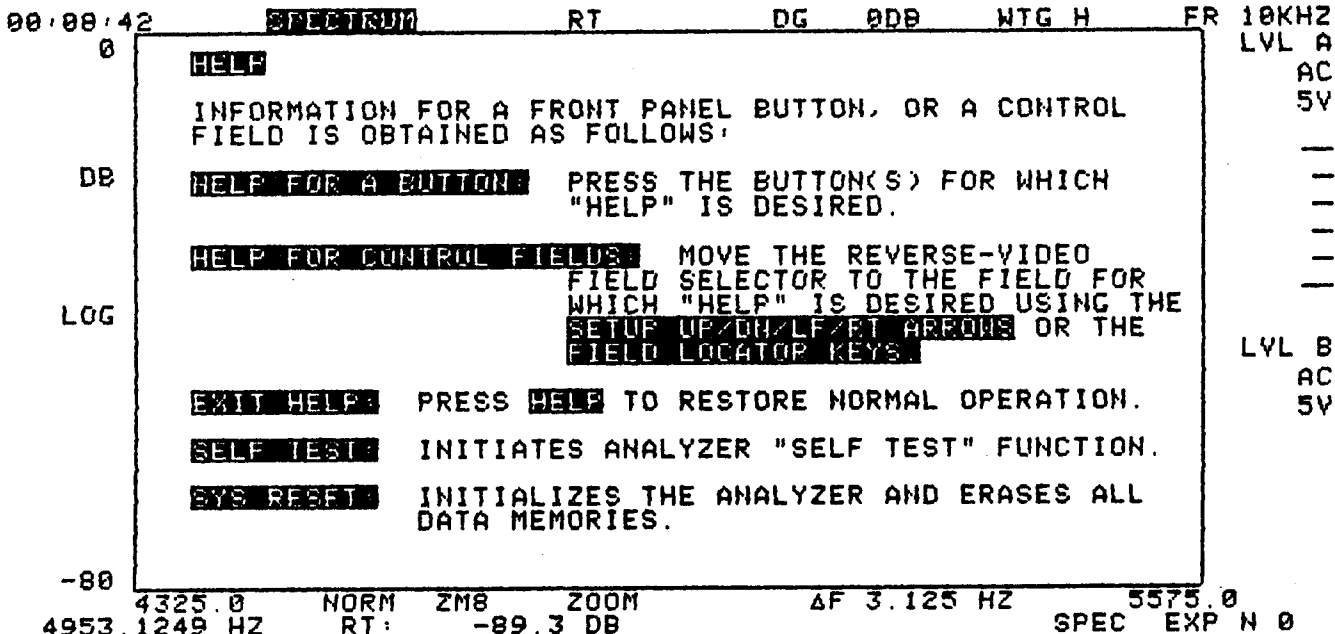 00:08:42 SPECTRUM RT DG 0DB WTG H FR 10KHZ
0 LVL A
HELP AC
INFORMATION FOR A FRONT PANEL BUTTON, OR A CONTROL 5V
FIELD IS OBTAINED AS FOLLOWS:
DB HELP FOR A BUTTON: PRESS THE BUTTON(S) FOR WHICH
"HELP" IS DESIRED.
HELP FOR CONTROL FIELDS: MOVE THE REVERSE-VIDEO
FIELD SELECTOR TO THE FIELD FOR
LOG WHICH "HELP" IS DESIRED USING THE
SETUP UP/DN/LF/RT ARROWS OR THE
FIELD LOCATOR KEYS. LVL B
AC
EXIT HELP: PRESS HELP TO RESTORE NORMAL OPERATION. 5V
SELF TEST: INITIATES ANALYZER "SELF TEST" FUNCTION.
SYS RESET: INITIALIZES THE ANALYZER AND ERASES ALL
DATA MEMORIES.
-80
4325.0 NORM ZM8 ZOOM ΔF 3.125 HZ 5575.0
4953.1249 HZ RT: -89.3 DB SPEC EXP N 0